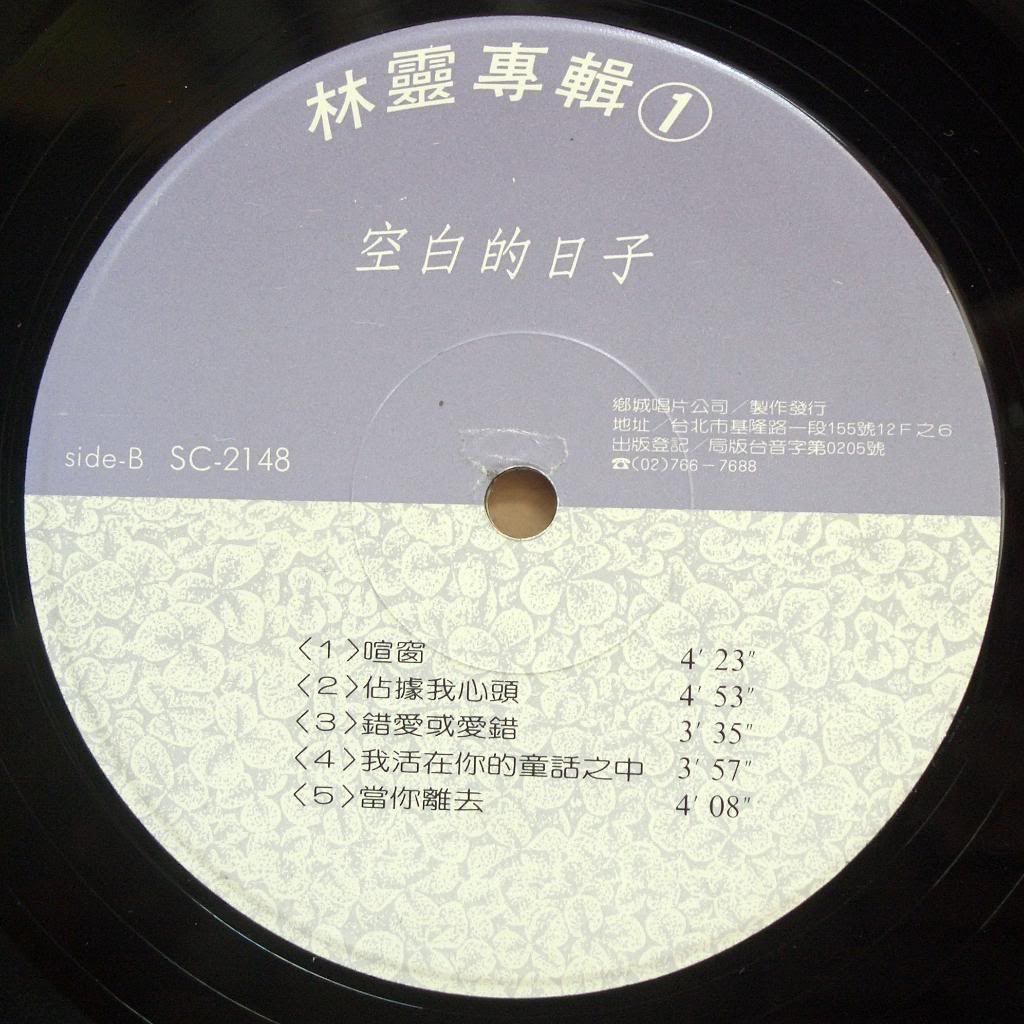 林靈專輯①
空白的日子
鄉城唱片公司／製作發行
地址／台北市基隆路一段155號12F之6
出版登記／局版台音字第0205號
☎(02)766-7688
side-B SC-2148
〈1〉喧窗 4' 23"
〈2〉佔據我心頭 4' 53"
〈3〉錯愛或愛錯 3' 35"
〈4〉我活在你的童話之中 3' 57"
〈5〉當你離去 4' 08"